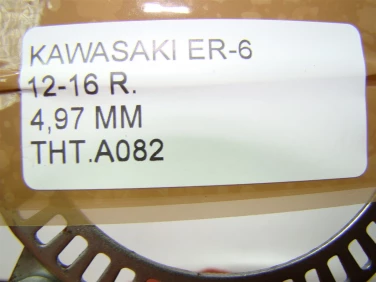 KAWASAKI ER-6
12-16 R.
4,97 MM
THT.A082